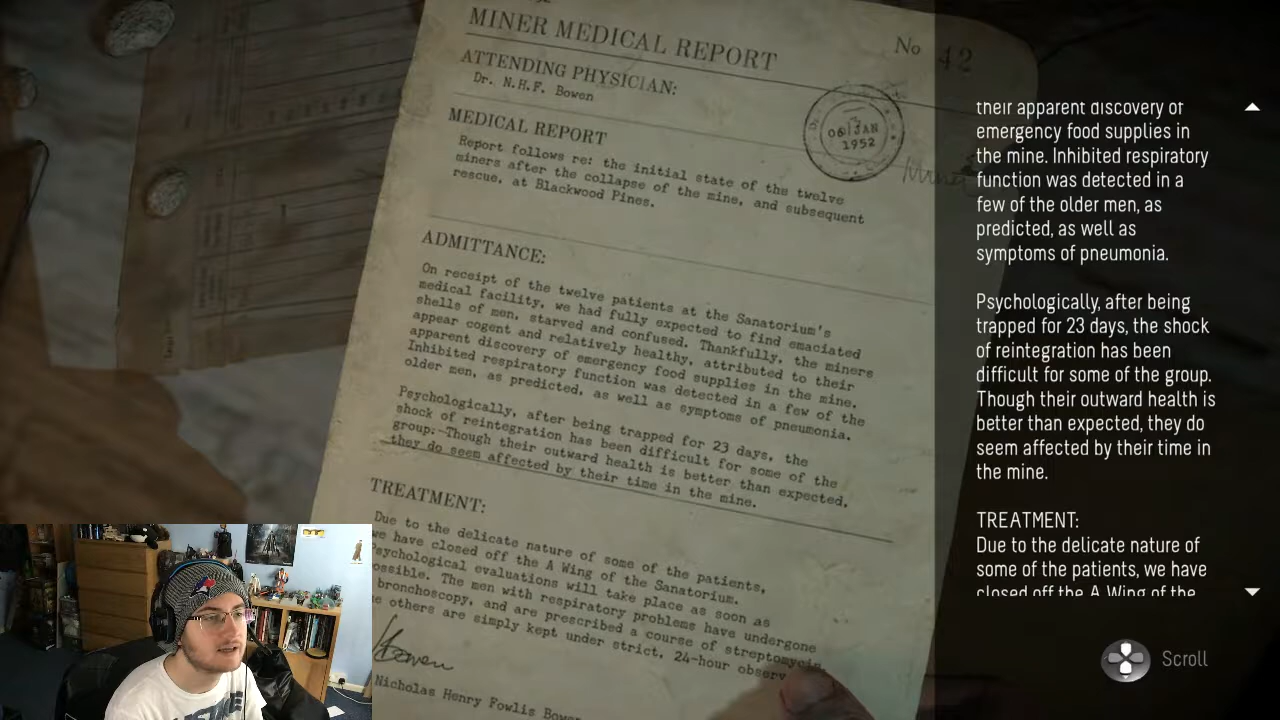 MINER MEDICAL REPORT
No 42
ATTENDING PHYSICIAN:
Dr. N.H.F. Bowen
06 JAN
1952
MEDICAL REPORT
Report follows re: the initial state of the twelve
miners after the collapse of the mine, and subsequent
rescue, at Blackwood Pines.
ADMITTANCE:
On receipt of the twelve patients at the Sanatorium's
medical facility, we had fully expected to find emaciated
shells of men, starved and confused. Thankfully, the miners
appear cogent and relatively healthy, attributed to their
apparent discovery of emergency food supplies in the mine.
Inhibited respiratory function was detected in a few of the
older men, as predicted, as well as symptoms of pneumonia.
Psychologically, after being trapped for 23 days, the
shock of reintegration has been difficult for some of the
group. Though their outward health is better than expected,
they do seem affected by their time in the mine.
TREATMENT:
Due to the delicate nature of some of the patients,
we have closed off the A Wing of the Sanatorium.
Psychological evaluations will take place as soon as
possible. The men with respiratory problems have undergone
bronchoscopy, and are prescribed a course of streptomycin
others are simply kept under strict, 24-hour observ
Bowen
Nicholas Henry Fowlis Bowen
their apparent discovery of
emergency food supplies in
the mine. Inhibited respiratory
function was detected in a
few of the older men, as
predicted, as well as
symptoms of pneumonia.
Psychologically, after being
trapped for 23 days, the shock
of reintegration has been
difficult for some of the group.
Though their outward health is
better than expected, they do
seem affected by their time in
the mine.
TREATMENT:
Due to the delicate nature of
some of the patients, we have
closed off the A Wing of the
Scroll